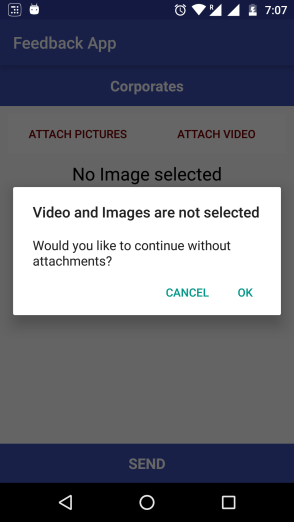 R
7:07
Feedback App
Corporates
ATTACH PICTURES ATTACH VIDEO
No Image selected
Video and Images are not selected
Would you like to continue without
attachments?
CANCEL OK
SEND